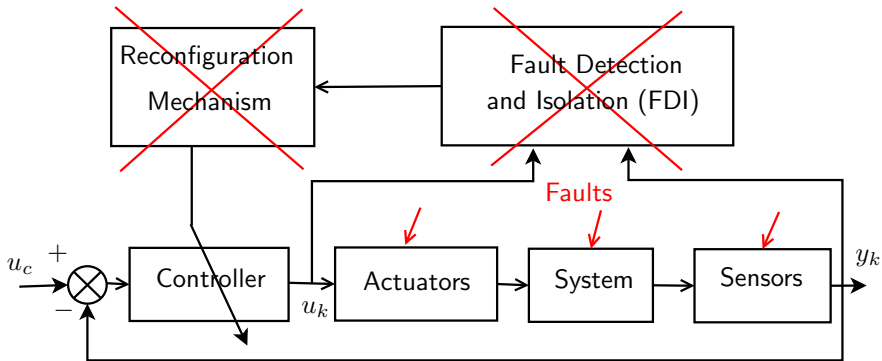 Reconfiguration
Mechanism
Fault Detection
and Isolation (FDI)
Faults
u_c
+
−
Controller
u_k
Actuators
System
Sensors
y_k